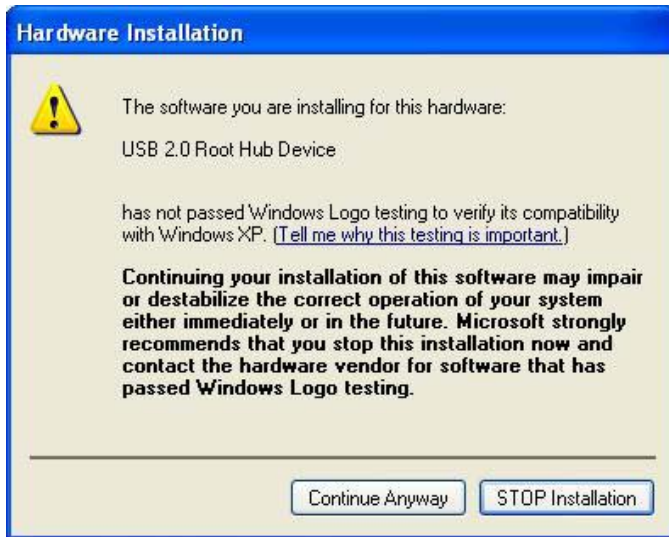 Hardware Installation
The software you are installing for this hardware:
USB 2.0 Root Hub Device
has not passed Windows Logo testing to verify its compatibility
with Windows XP. (Tell me why this testing is important.)
Continuing your installation of this software may impair
or destabilize the correct operation of your system
either immediately or in the future. Microsoft strongly
recommends that you stop this installation now and
contact the hardware vendor for software that has
passed Windows Logo testing.
Continue Anyway
STOP Installation